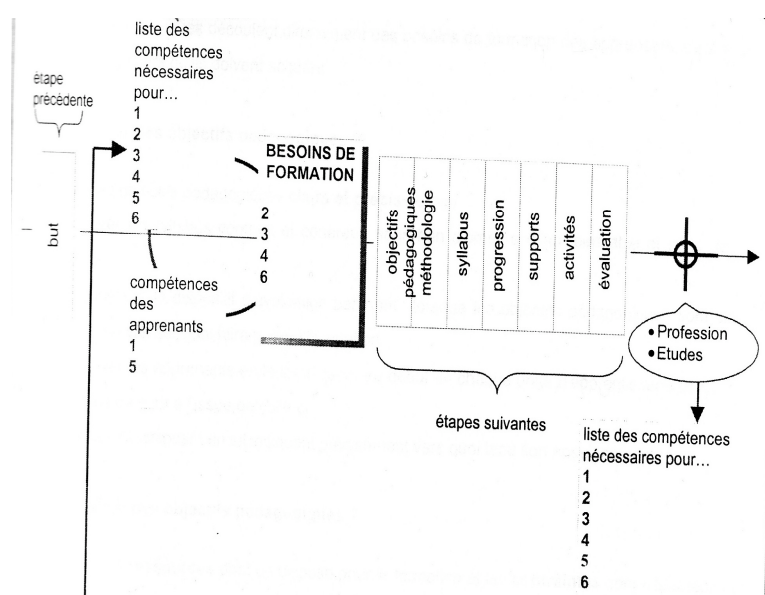 étape
précédente
but
liste des
compétences
nécessaires
pour...
1
2
3
4
5
6
compétences
des
apprenants
1
5
BESOINS DE
FORMATION
2
3
4
6
objectifs
pédagogiques
méthodologie
syllabus
progression
supports
activités
évaluation
étapes suivantes
• Profession
• Etudes
liste des compétences
nécessaires pour...
1
2
3
4
5
6